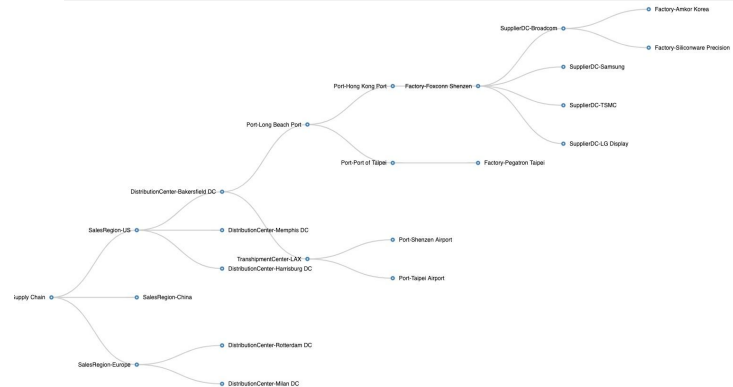 Factory-Amkor Korea
SupplierDC-Broadcom
Factory-Siliconware Precision
SupplierDC-Samsung
Port-Hong Kong Port
Factory-Foxconn Shenzen
SupplierDC-TSMC
Port-Long Beach Port
SupplierDC-LG Display
Port-Port of Taipei
Factory-Pegatron Taipei
DistributionCenter-Bakersfield DC
SalesRegion-US
DistributionCenter-Memphis DC
Port-Shenzen Airport
TranshipmentCenter-LAX
DistributionCenter-Harrisburg DC
Port-Taipei Airport
upply Chain
SalesRegion-China
DistributionCenter-Rotterdam DC
SalesRegion-Europe
DistributionCenter-Milan DC